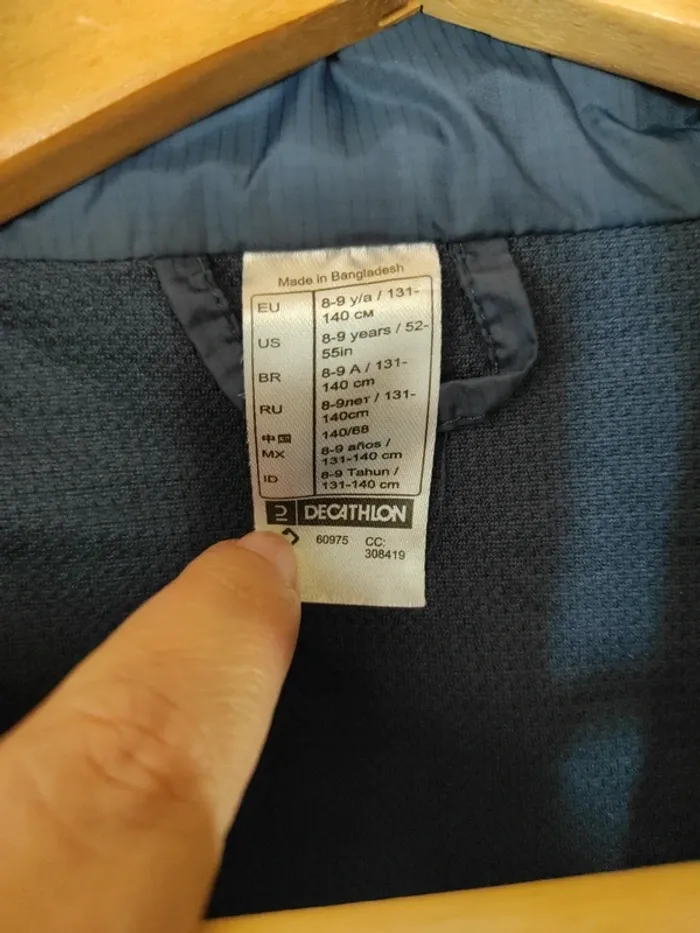 Made in Bangladesh
EU 8-9 y/a / 131-
140 CM
US 8-9 years / 52-
55in
BR 8-9 A / 131-
140 cm
RU 8-9лет / 131-
140cm
中国 140/68
MX 8-9 años /
131-140 cm
ID 8-9 Tahun /
131-140 cm
DECATHLON
60975 CC:
308419